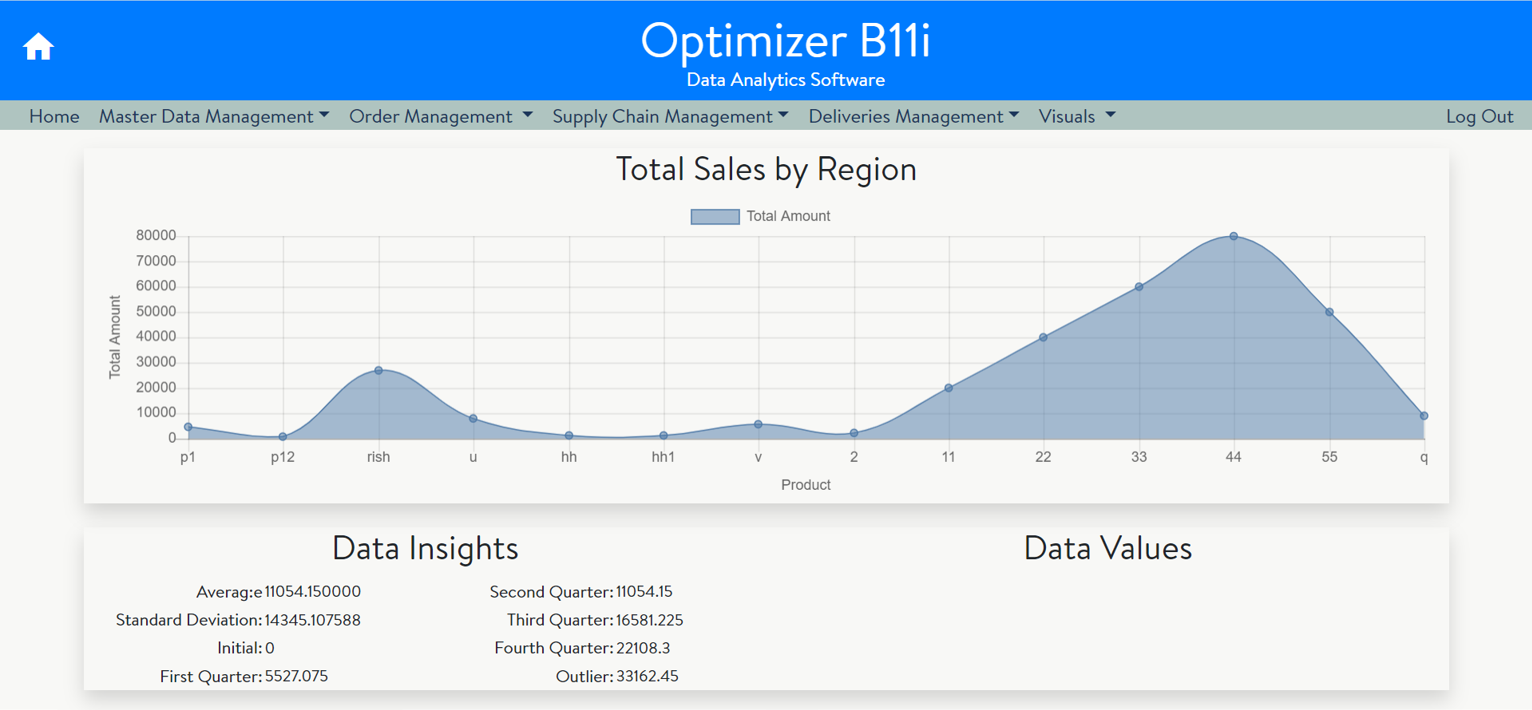 Optimizer B11i
Data Analytics Software
Home Master Data Management Order Management Supply Chain Management Deliveries Management Visuals Log Out
Total Sales by Region
Total Amount
80000
70000
60000
50000
40000
30000
20000
10000
0
Total Amount
p1 p12 rish u hh hh1 v 2 11 22 33 44 55 q
Product
Data Insights
Average:e 11054.150000
Standard Deviation: 14345.107588
Initial: 0
First Quarter: 5527.075
Second Quarter: 11054.15
Third Quarter: 16581.225
Fourth Quarter: 22108.3
Outlier: 33162.45
Data Values